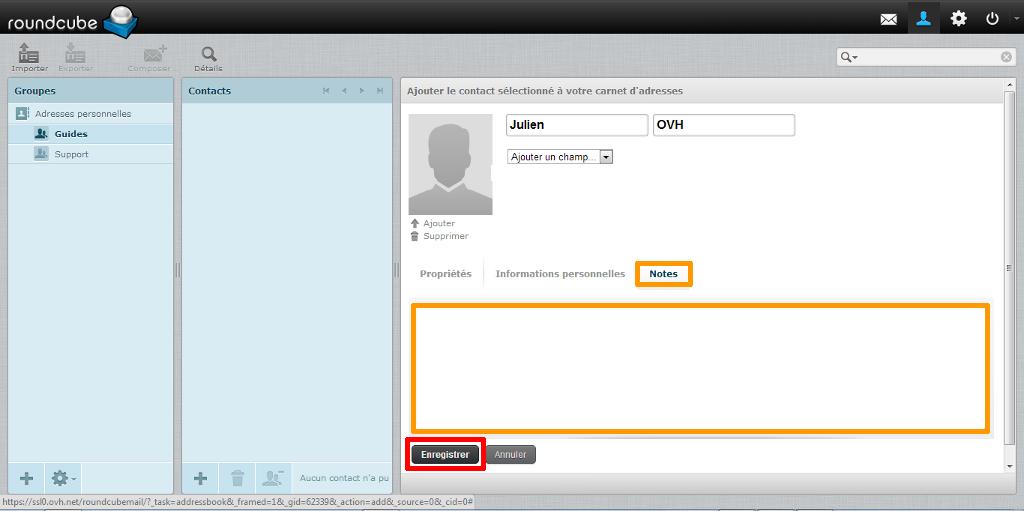 roundcube
Importer
Exporter
Composer
Détails
Groupes
Contacts
Ajouter le contact sélectionné à votre carnet d'adresses
Adresses personnelles
Guides
Support
Julien
OVH
Ajouter un champ...
Ajouter
Supprimer
Propriétés
Informations personnelles
Notes
Enregistrer
Annuler
Aucun contact n'a pu
https://ssl0.ovh.net/roundcubemail/?_task=addressbook&_framed=1&_gid=62339&_action=add&_source=0&_cid=0#